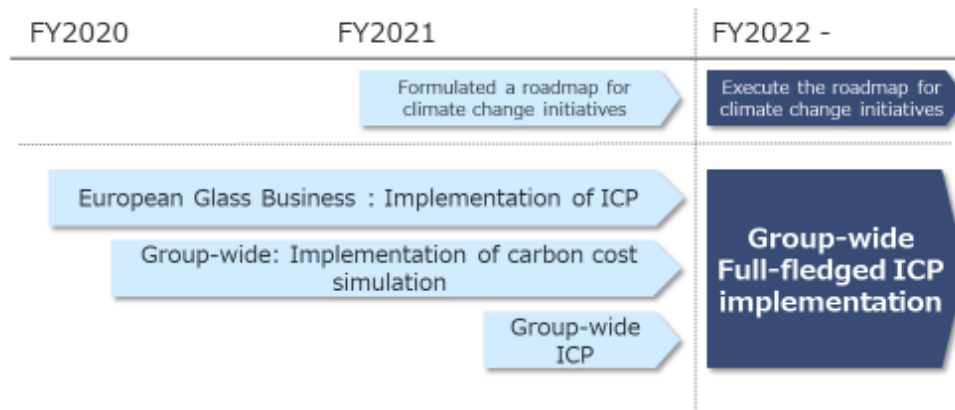 FY2020
FY2021
FY2022 -
Formulated a roadmap for
climate change initiatives
Execute the roadmap for
climate change initiatives
European Glass Business : Implementation of ICP
Group-wide: Implementation of carbon cost
simulation
Group-wide
ICP
Group-wide
Full-fledged ICP
implementation